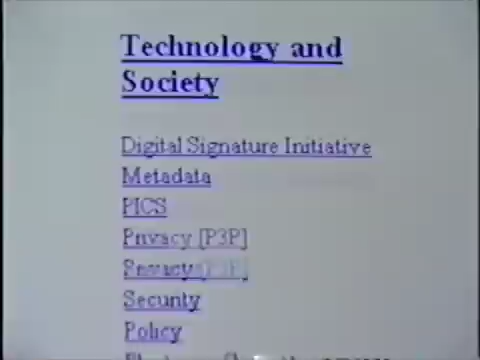 Technology and
Society
Digital Signature Initiative
Metadata
PICS
Privacy [P3P]
Security
Policy